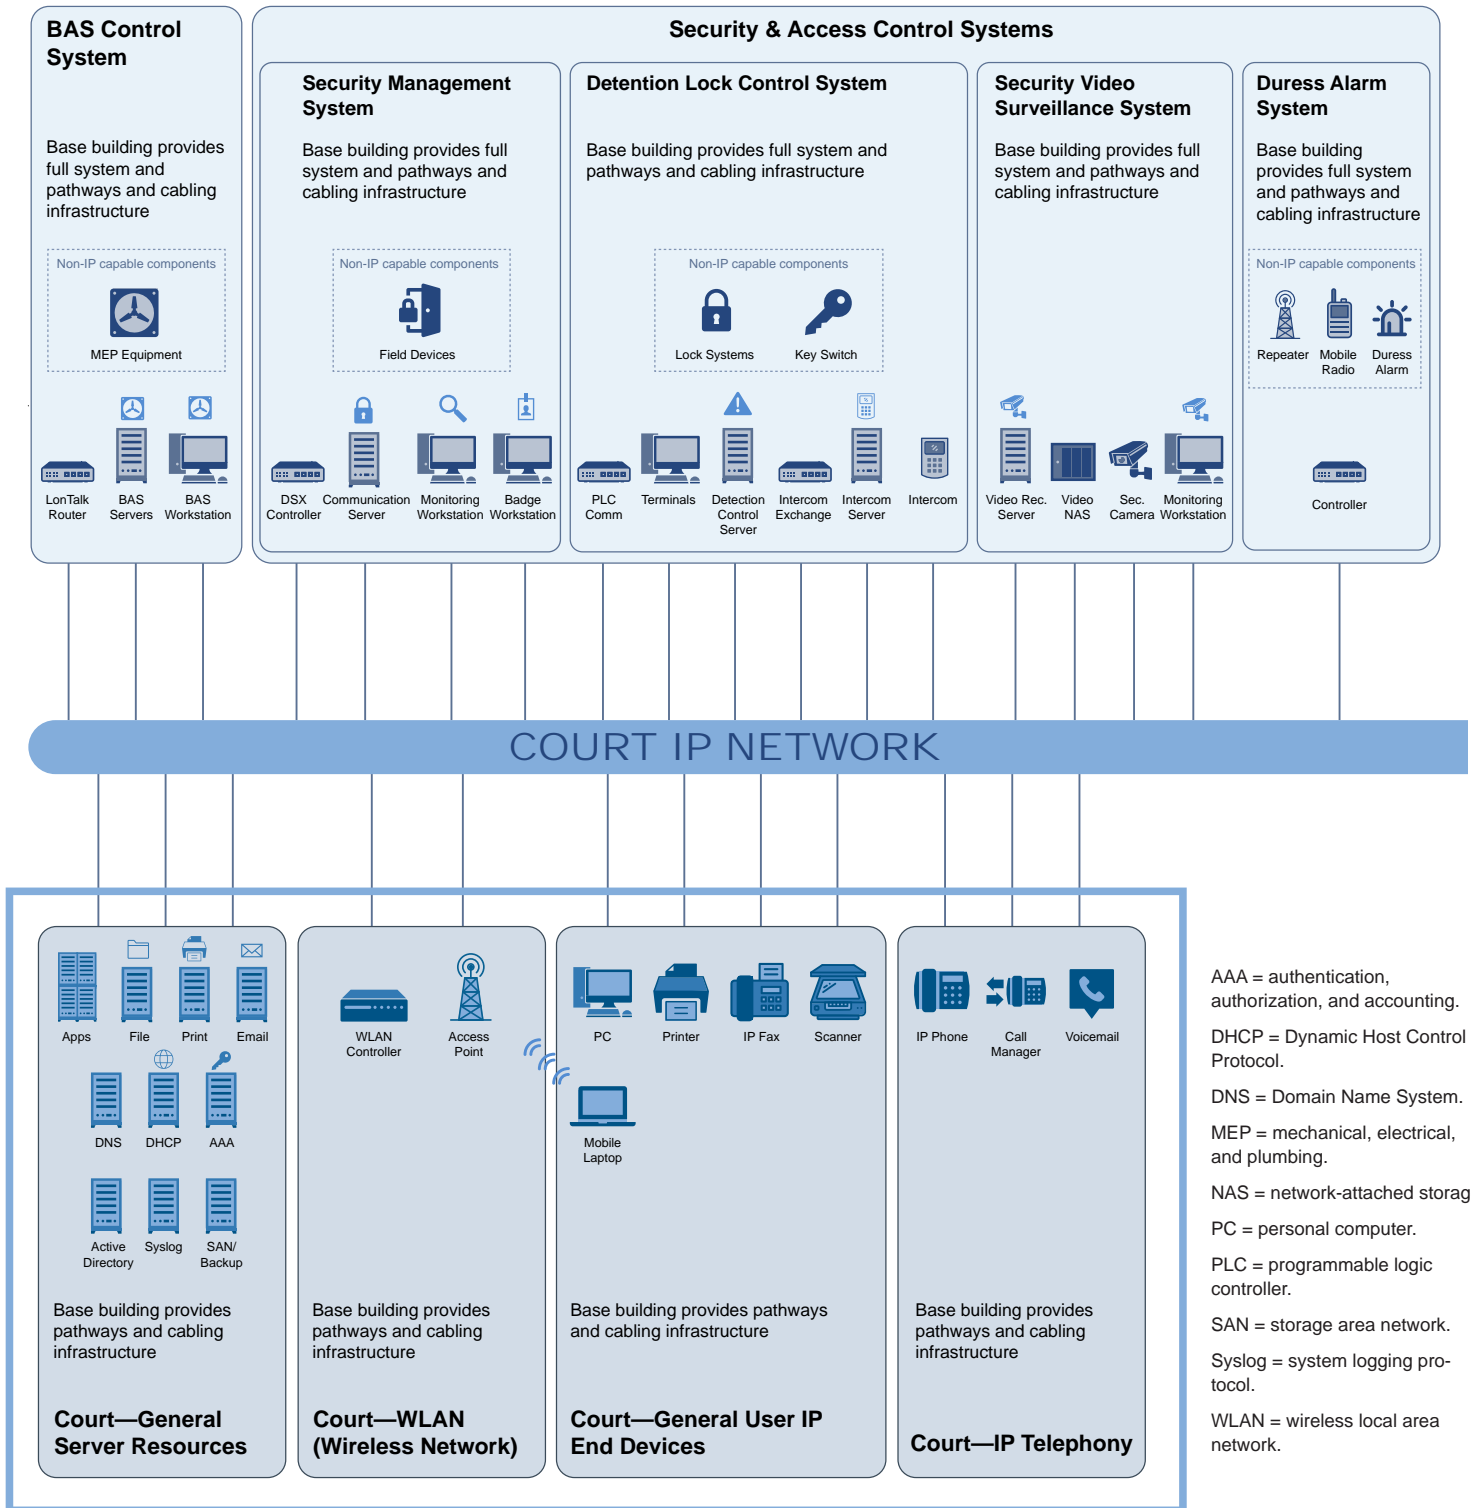 BAS Control
System
Base building provides
full system and
pathways and cabling
infrastructure
Non-IP capable components
MEP Equipment
LonTalk
Router
BAS
Servers
BAS
Workstation
Security & Access Control Systems
Security Management
System
Base building provides full
system and pathways and
cabling infrastructure
Non-IP capable components
Field Devices
DSX
Controller
Communication
Server
Monitoring
Workstation
Badge
Workstation
Detention Lock Control System
Base building provides full system and
pathways and cabling infrastructure
Non-IP capable components
Lock Systems
Key Switch
PLC
Comm
Terminals
Detection
Control
Server
Intercom
Exchange
Intercom
Server
Intercom
Security Video
Surveillance System
Base building provides full
system and pathways and
cabling infrastructure
Video Rec.
Server
Video
NAS
Sec.
Camera
Monitoring
Workstation
Duress Alarm
System
Base building
provides full system
and pathways and
cabling infrastructure
Non-IP capable components
Repeater
Mobile
Radio
Duress
Alarm
Controller
COURT IP NETWORK
Apps
File
Print
Email
DNS
DHCP
AAA
Active
Directory
Syslog
SAN/
Backup
Base building provides
pathways and cabling
infrastructure
Court—General
Server Resources
WLAN
Controller
Access
Point
Base building provides
pathways and cabling
infrastructure
Court—WLAN
(Wireless Network)
PC
Printer
IP Fax
Scanner
Mobile
Laptop
Base building provides pathways
and cabling infrastructure
Court—General User IP
End Devices
IP Phone
Call
Manager
Voicemail
Base building provides
pathways and cabling
infrastructure
Court—IP Telephony
AAA = authentication,
authorization, and accounting.
DHCP = Dynamic Host Control
Protocol.
DNS = Domain Name System.
MEP = mechanical, electrical,
and plumbing.
NAS = network-attached storag
PC = personal computer.
PLC = programmable logic
controller.
SAN = storage area network.
Syslog = system logging pro-
tocol.
WLAN = wireless local area
network.